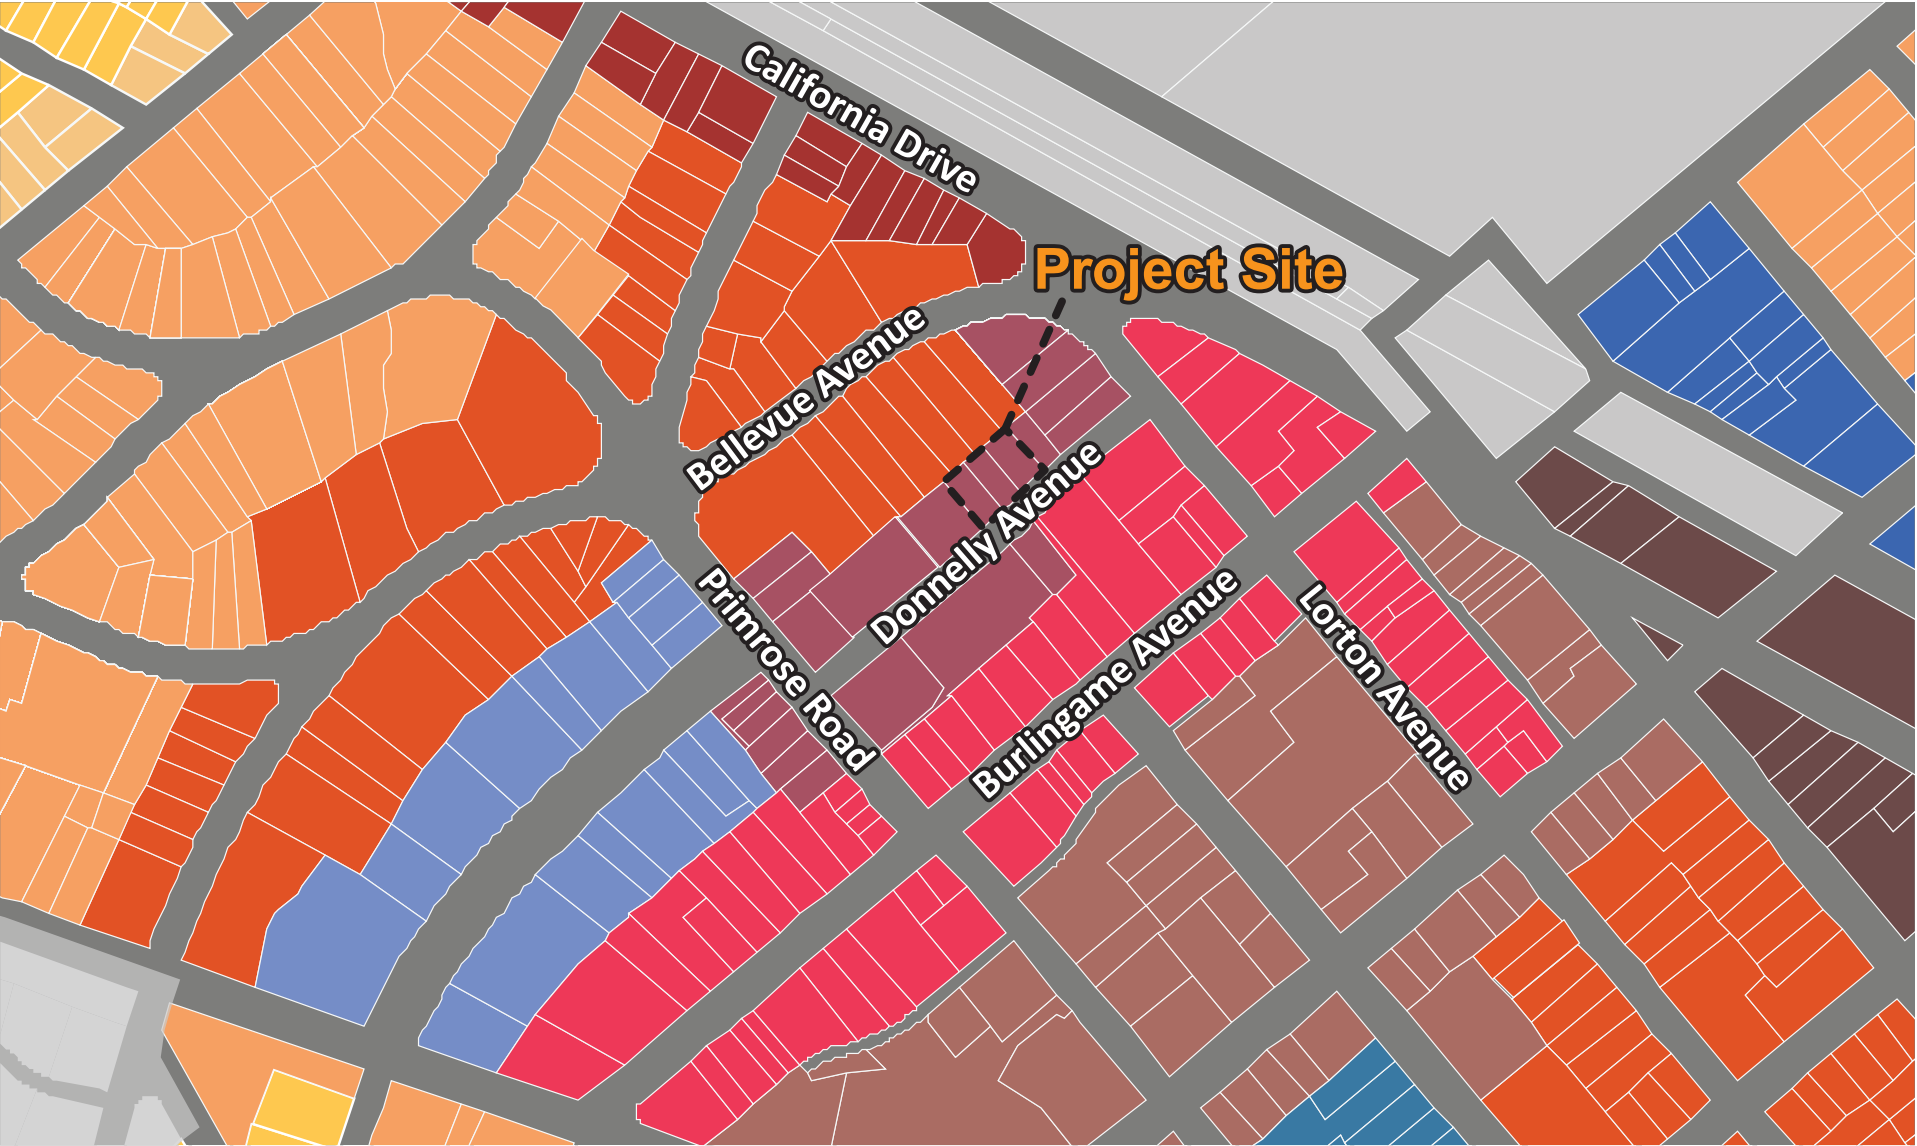 California Drive
Project Site
Bellevue Avenue
Donnelly Avenue
Primrose Road
Burlingame Avenue
Lorton Avenue